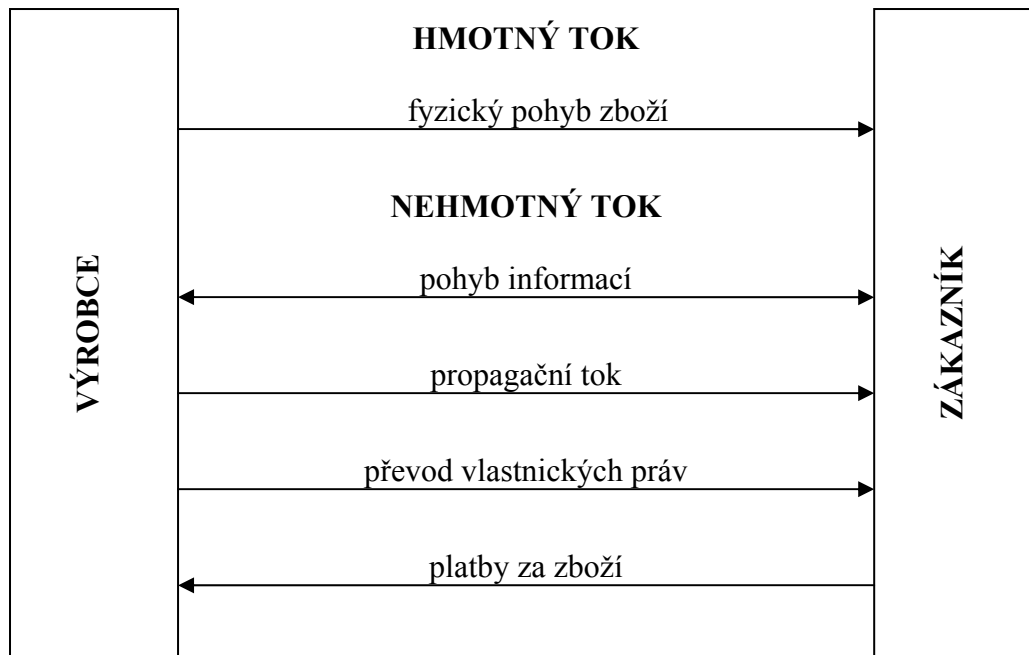 HMOTNÝ TOK
fyzický pohyb zboží
NEHMOTNÝ TOK
VÝROBCE
pohyb informací
ZÁKAZNÍK
propagační tok
převod vlastnických práv
platby za zboží